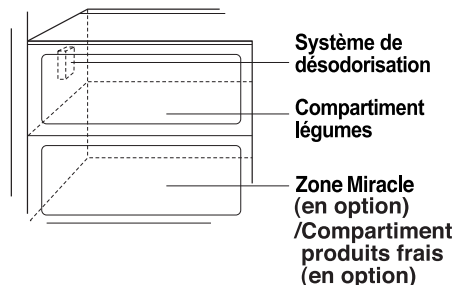 Système de
désodorisation
Compartiment
légumes
Zone Miracle
(en option)
/Compartiment
produits frais
(en option)